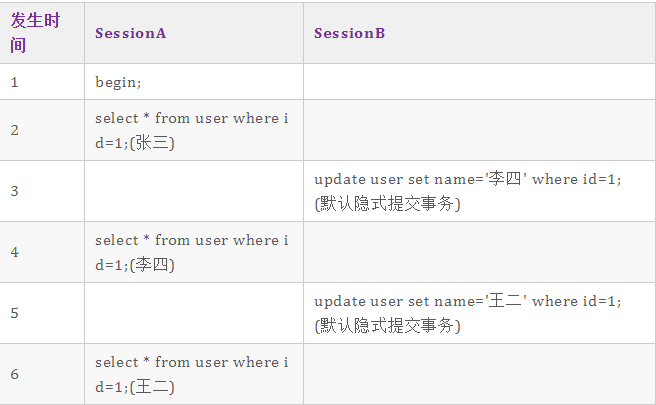 发生时
间
SessionA
SessionB
1
begin;
2
select * from user where i
d=1;(张三)
3
update user set name='李四' where id=1;
(默认隐式提交事务)
4
select * from user where i
d=1;(李四)
5
update user set name='王二' where id=1;
(默认隐式提交事务)
6
select * from user where i
d=1;(王二)